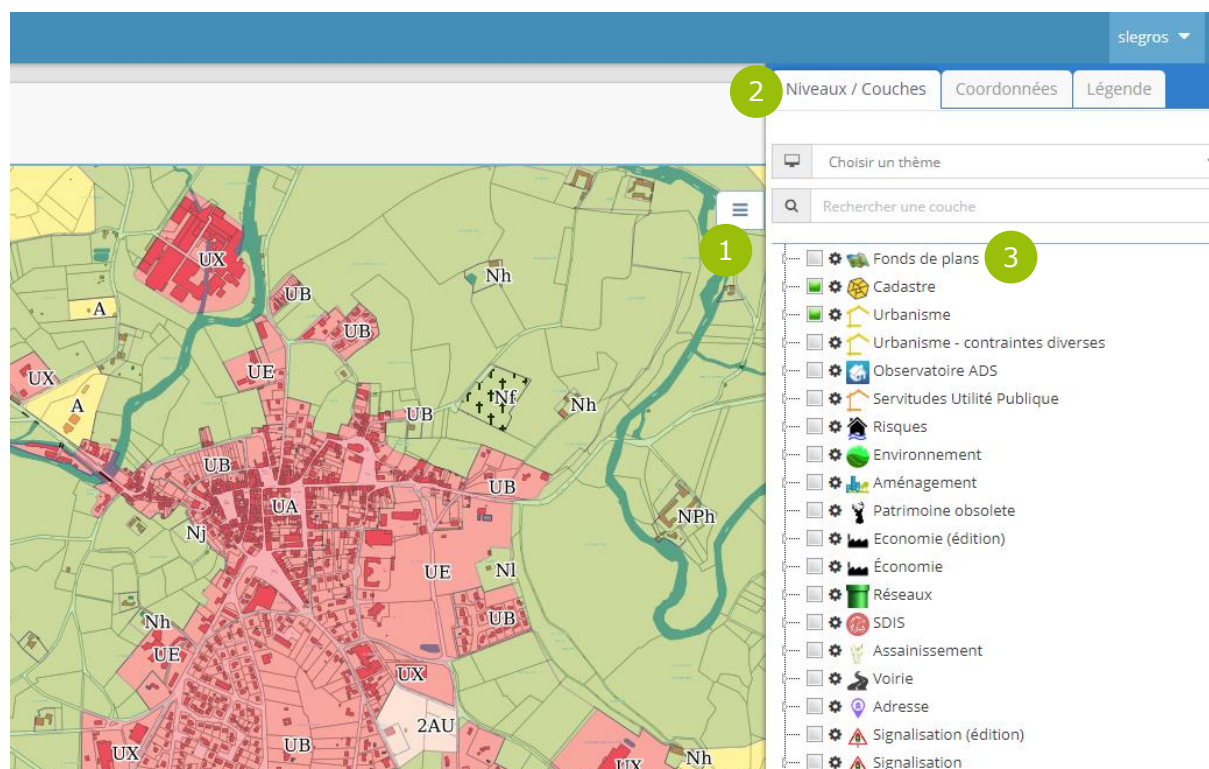 slegros
2
Niveaux / Couches
Coordonnées
Légende
Choisir un thème
Rechercher une couche
1
3
Fonds de plans
Cadastre
Urbanisme
Urbanisme - contraintes diverses
Observatoire ADS
Servitudes Utilité Publique
Risques
Environnement
Aménagement
Patrimoine obsolete
Economie (édition)
Économie
Réseaux
SDIS
Assainissement
Voirie
Adresse
Signalisation (édition)
Signalisation
UX
Nh
UB
A
UB
UE
UX
A
Nf
Nh
UB
UB
UB
UA
NPh
Nj
UE
Nl
UB
Nh
UE
UX
2AU
UX
UB
UX
Nh